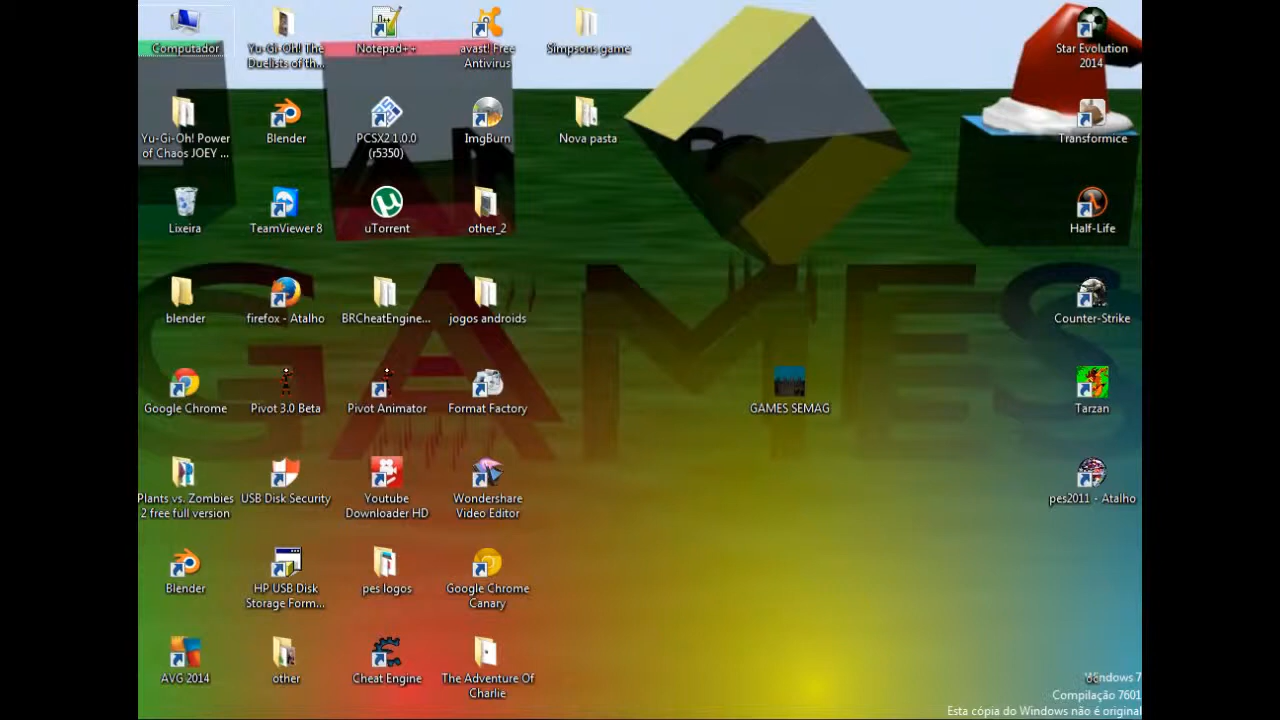 Computador
Yu-Gi-Oh! The
Duelists of th...
Notepad++
avast! Free
Antivirus
Simpsons game
Star Evolution
2014
Yu-Gi-Oh! Power
of Chaos JOEY ...
Blender
PCSX2 1.0.0
(r5350)
ImgBurn
Nova pasta
Transformice
Lixeira
TeamViewer 8
uTorrent
other_2
Half-Life
GAMES
blender
firefox - Atalho
BRCheatEngine...
jogos androids
Counter-Strike
Google Chrome
Pivot 3.0 Beta
Pivot Animator
Format Factory
GAMES SEMAG
Tarzan
Plants vs. Zombies
2 free full version
USB Disk Security
Youtube
Downloader HD
Wondershare
Video Editor
pes2011 - Atalho
Blender
HP USB Disk
Storage Form...
pes logos
Google Chrome
Canary
AVG 2014
other
Cheat Engine
The Adventure Of
Charlie
Windows 7
Compilação 7601
Esta cópia do Windows não é original